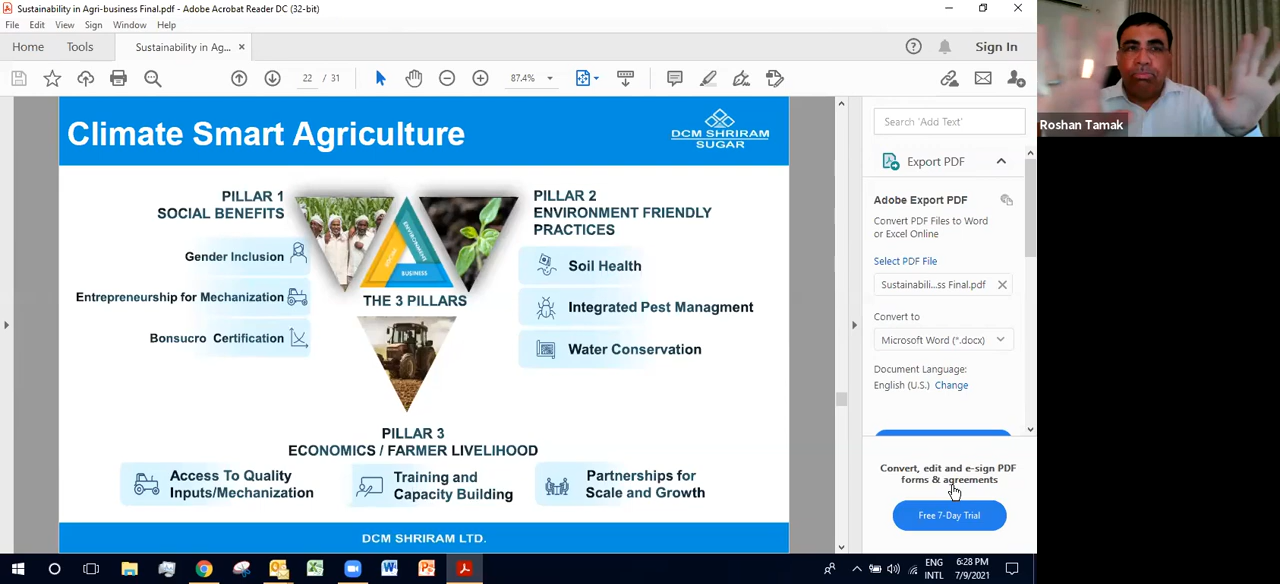 Sustainability in Agri-business Final.pdf - Adobe Acrobat Reader DC (32-bit)
File Edit View Sign Window Help
Home Tools Sustainability in Ag... × Sign In
22 / 31 87.4%
Climate Smart Agriculture
DCM SHRIRAM
SUGAR
PILLAR 1
SOCIAL BENEFITS
Gender Inclusion
Entrepreneurship for Mechanization
Bonsucro Certification
SOCIAL
ENVIRONMENT
BUSINESS
THE 3 PILLARS
PILLAR 2
ENVIRONMENT FRIENDLY
PRACTICES
Soil Health
Integrated Pest Managment
Water Conservation
PILLAR 3
ECONOMICS / FARMER LIVELIHOOD
Access To Quality
Inputs/Mechanization
Training and
Capacity Building
Partnerships for
Scale and Growth
DCM SHRIRAM LTD.
Search 'Add Text'
Export PDF
Adobe Export PDF
Convert PDF Files to Word
or Excel Online
Select PDF File
Sustainabili...ss Final.pdf
Convert to
Microsoft Word (*.docx)
Document Language:
English (U.S.) Change
Convert, edit and e-sign PDF
forms & agreements
Free 7-Day Trial
Roshan Tamak
ENG
INTL
6:28 PM
7/9/2021